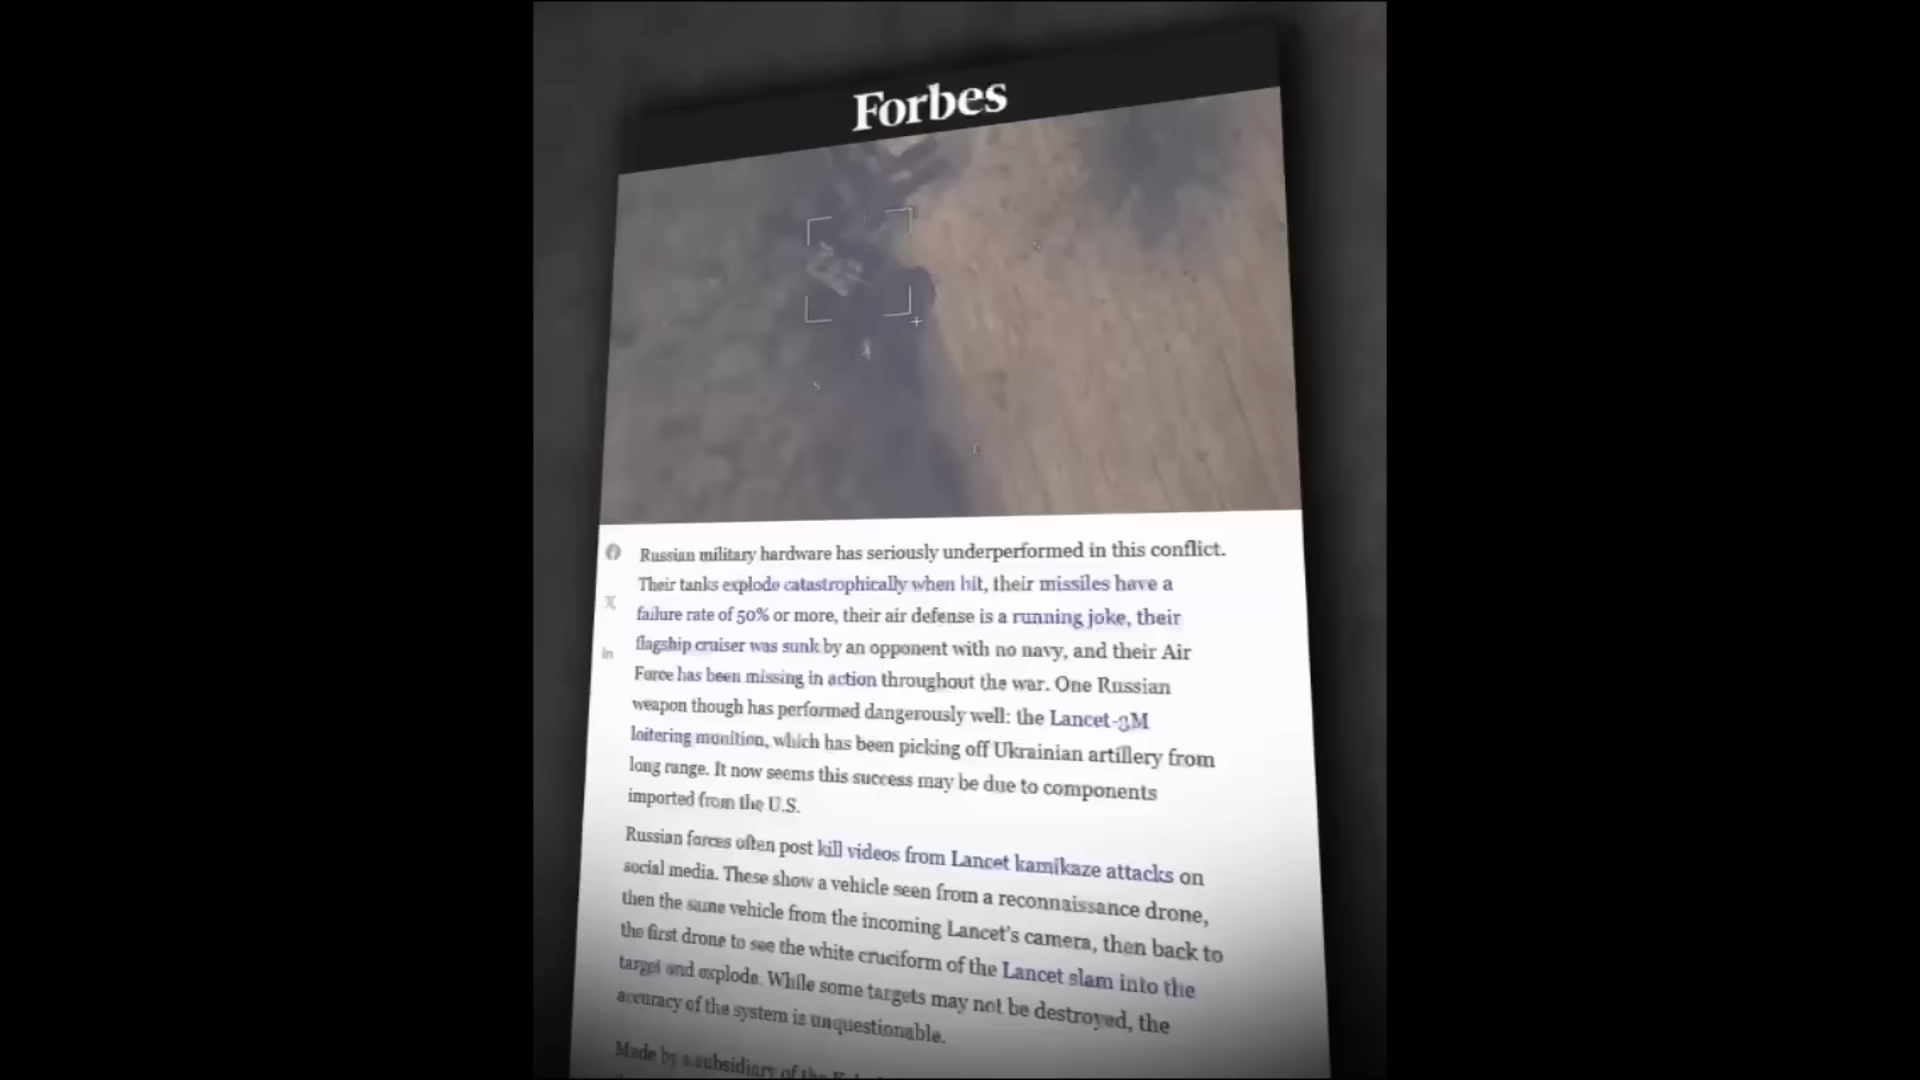 Forbes
Russian military hardware has seriously underperformed in this conflict.
Their tanks explode catastrophically when hit, their missiles have a
failure rate of 50% or more, their air defense is a running joke, their
flagship cruiser was sunk by an opponent with no navy, and their Air
Force has been missing in action throughout the war. One Russian
weapon though has performed dangerously well: the Lancet-3M
loitering munition, which has been picking off Ukrainian artillery from
long range. It now seems this success may be due to components
imported from the U.S.
Russian forces often post kill videos from Lancet kamikaze attacks on
social media. These show a vehicle seen from a reconnaissance drone,
then the same vehicle from the incoming Lancet's camera, then back to
the first drone to see the white cruciform of the Lancet slam into the
target and explode. While some targets may not be destroyed, the
accuracy of the system is unquestionable.
Made by a subsidiary of the